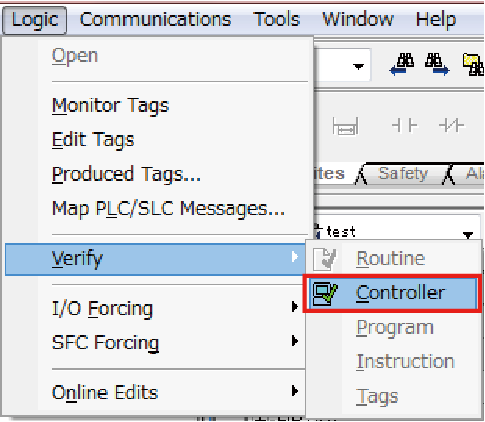 Logic Communications Tools Window Help
Open
Monitor Tags
Edit Tags
Produced Tags...
ites Safety Al
Map PLC/SLC Messages...
test
Verify
Routine
Controller
I/O Forcing
Program
SFC Forcing
Instruction
Online Edits
Tags